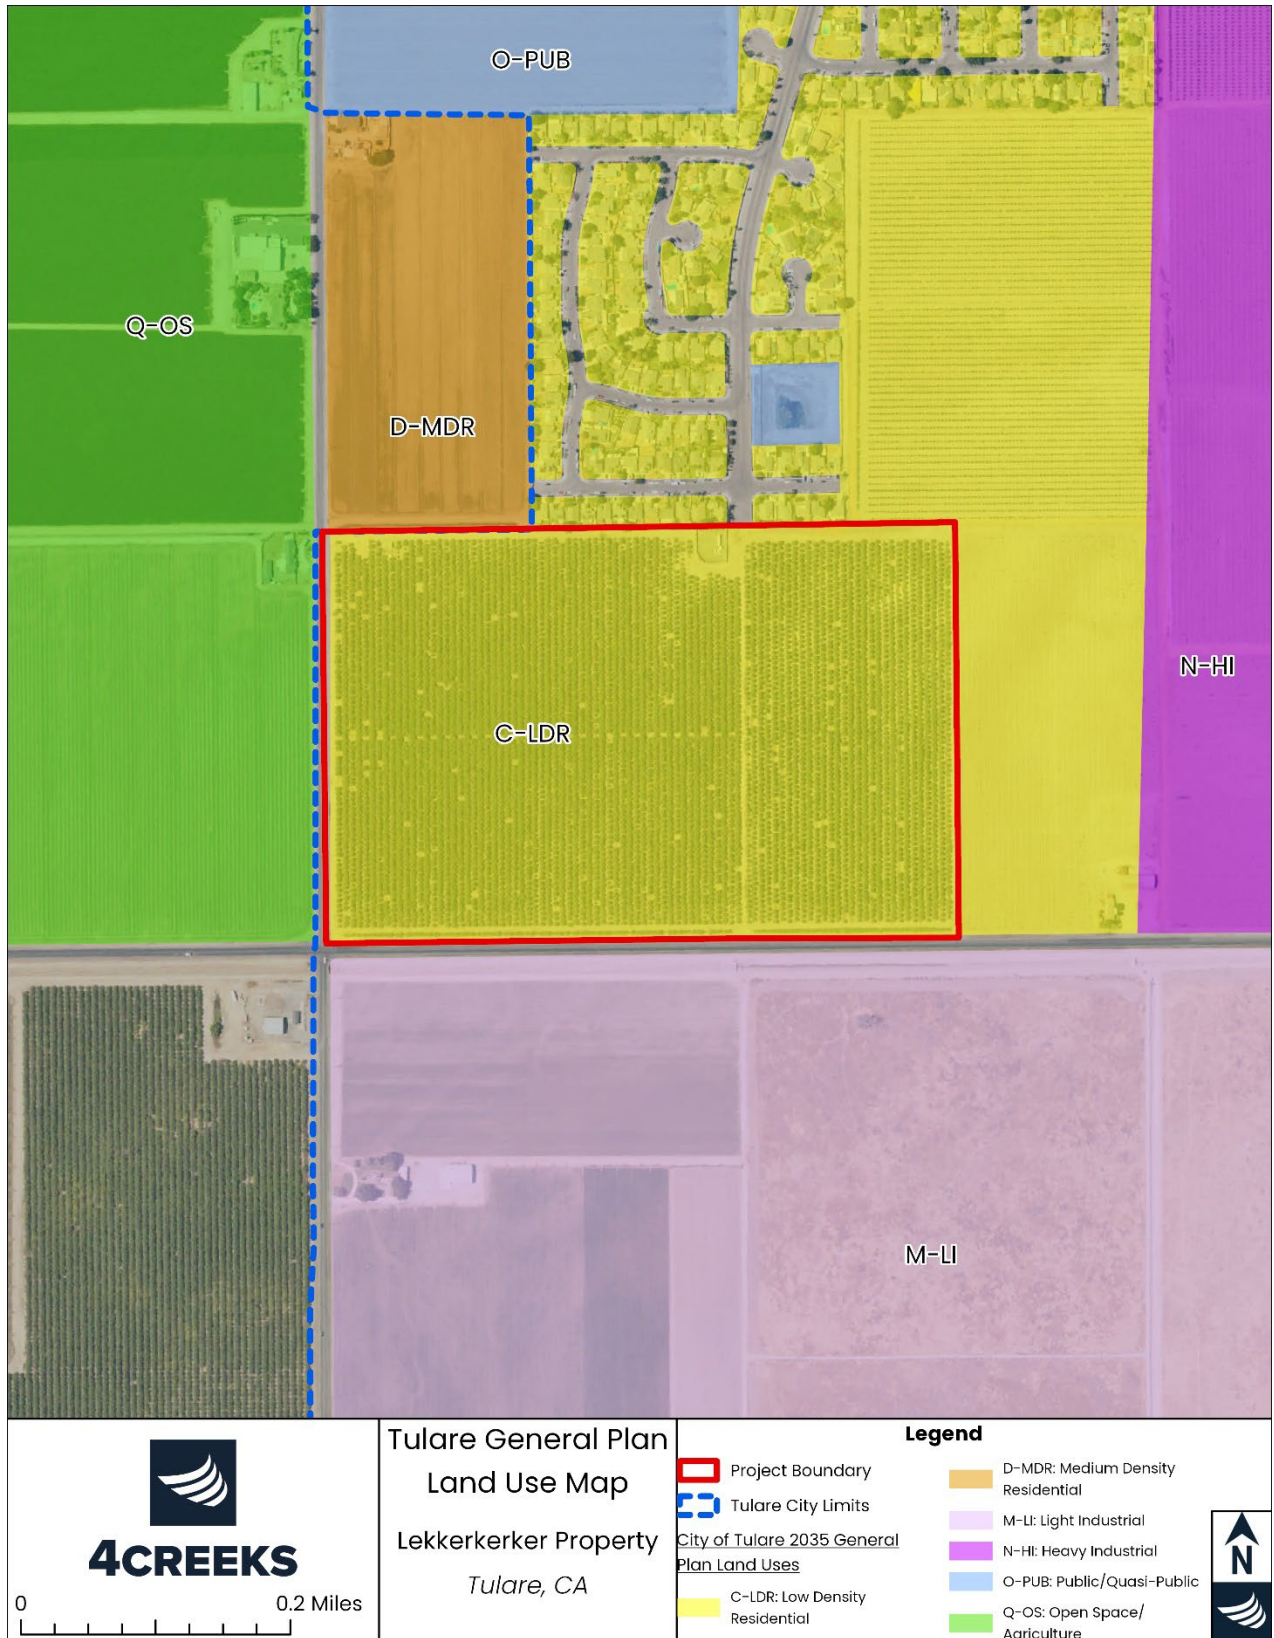 O-PUB
Q-OS
D-MDR
N-HI
C-LDR
M-LI
4CREEKS
0
0.2 Miles
Tulare General Plan
Land Use Map
Lekkerkerker Property
Tulare, CA
Legend
Project Boundary
Tulare City Limits
City of Tulare 2035 General
Plan Land Uses
C-LDR: Low Density
Residential
D-MDR: Medium Density
Residential
M-LI: Light Industrial
N-HI: Heavy Industrial
O-PUB: Public/Quasi-Public
Q-OS: Open Space/
Agriculture
N